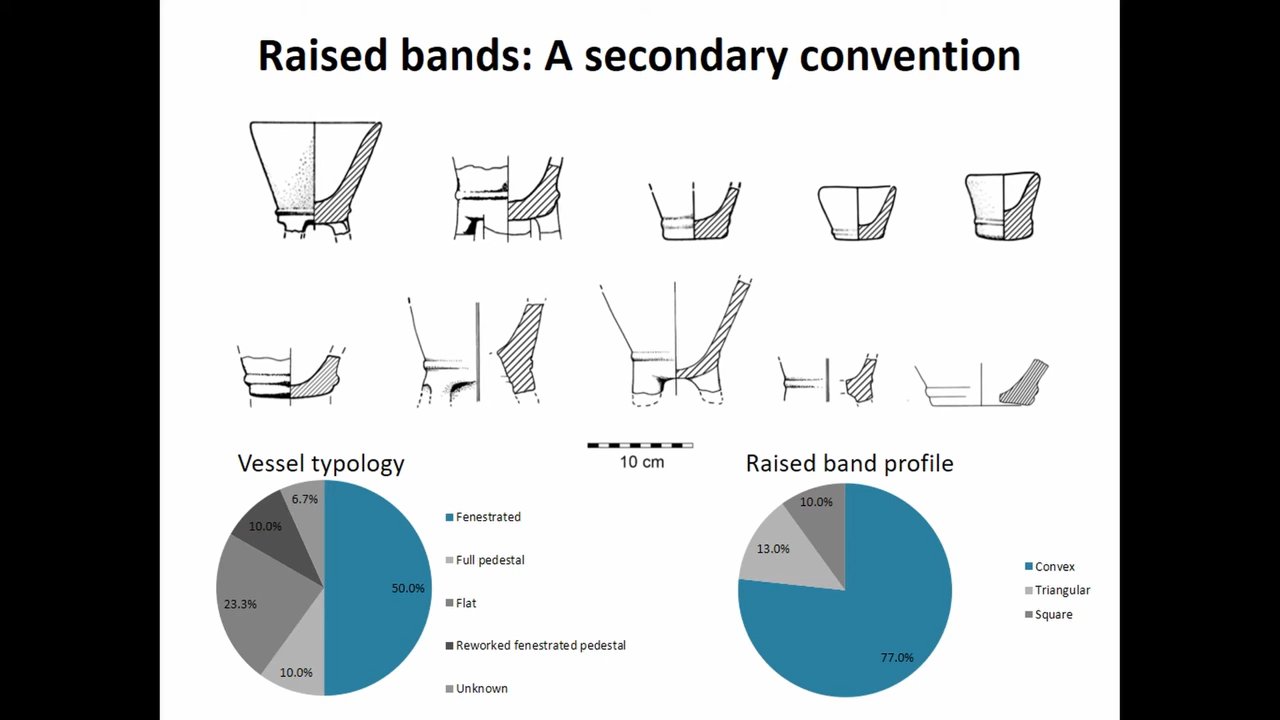 Raised bands: A secondary convention
10 cm
Vessel typology
6.7%
10.0%
23.3%
10.0%
50.0%
Fenestrated
Full pedestal
Flat
Reworked fenestrated pedestal
Unknown
Raised band profile
10.0%
13.0%
77.0%
Convex
Triangular
Square